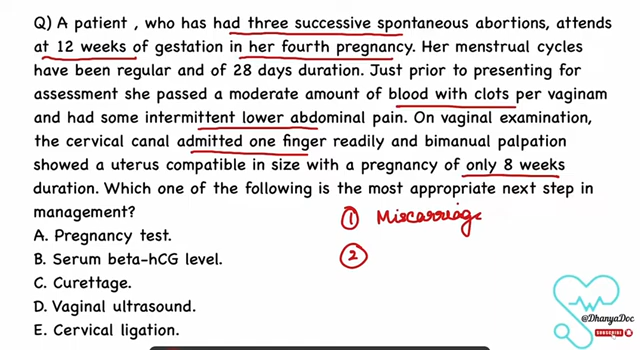 Q) A patient , who has had three successive spontaneous abortions, attends
at 12 weeks of gestation in her fourth pregnancy. Her menstrual cycles
have been regular and of 28 days duration. Just prior to presenting for
assessment she passed a moderate amount of blood with clots per vaginam
and had some intermittent lower abdominal pain. On vaginal examination,
the cervical canal admitted one finger readily and bimanual palpation
showed a uterus compatible in size with a pregnancy of only 8 weeks
duration. Which one of the following is the most appropriate next step in
management?
① Miscarriage
②
A. Pregnancy test.
B. Serum beta-hCG level.
C. Curettage.
D. Vaginal ultrasound.
E. Cervical ligation.
@DhanyaDoc
SUBSCRIBE